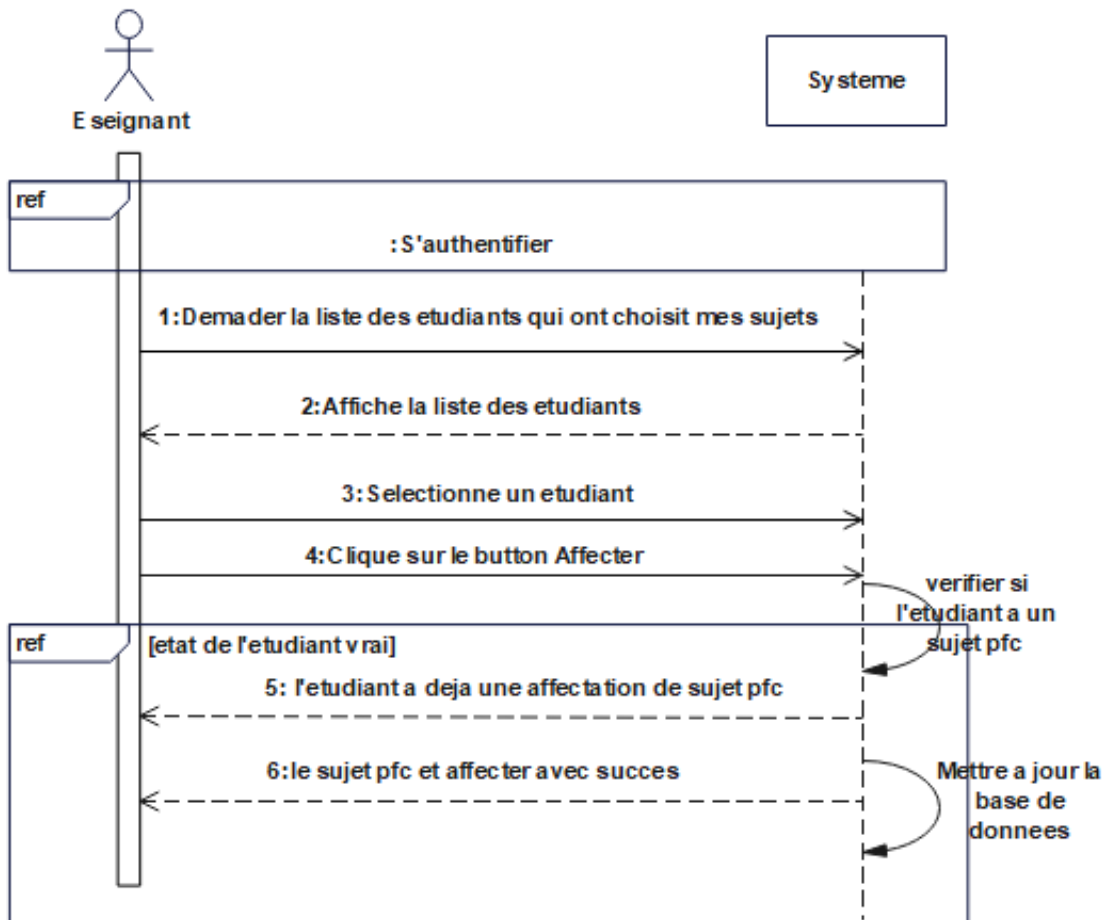 Eseignant
Systeme
ref
:S'authentifier
1:Demader la liste des etudiants qui ont choisit mes sujets
2:Affiche la liste des etudiants
3:Selectionne un etudiant
4:Clique sur le button Affecter
verifier si
l'etudiant a un
sujet pfc
ref
[etat de l'etudiant vrai]
5: l'etudiant a deja une affectation de sujet pfc
6:le sujet pfc et affecter avec succes
Mettre a jour la
base de
donnees